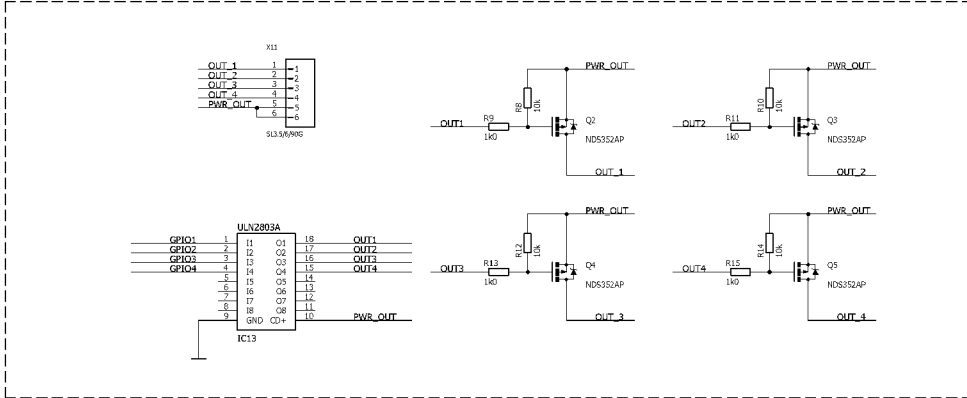 X11
OUT_1 1 1
OUT_2 2 2
OUT_3 3 3
OUT_4 4 4
PWR_OUT 5 5
6 6
SL3.5/6/90G
PWR_OUT
R8
10k
OUT1
R9
1k0
Q2
NDS352AP
OUT_1
PWR_OUT
R10
10k
OUT2
R11
1k0
Q3
NDS352AP
OUT_2
ULN2803A
GPIO1 1 I1 O1 18 OUT1
GPIO2 2 I2 O2 17 OUT2
GPIO3 3 I3 O3 16 OUT3
GPIO4 4 I4 O4 15 OUT4
5 I5 O5 14
6 I6 O6 13
7 I7 O7 12
8 I8 O8 11
9 GND CD+ 10 PWR_OUT
IC13
PWR_OUT
R12
10k
OUT3
R13
1k0
Q4
NDS352AP
OUT_3
PWR_OUT
R14
10k
OUT4
R15
1k0
Q5
NDS352AP
OUT_4